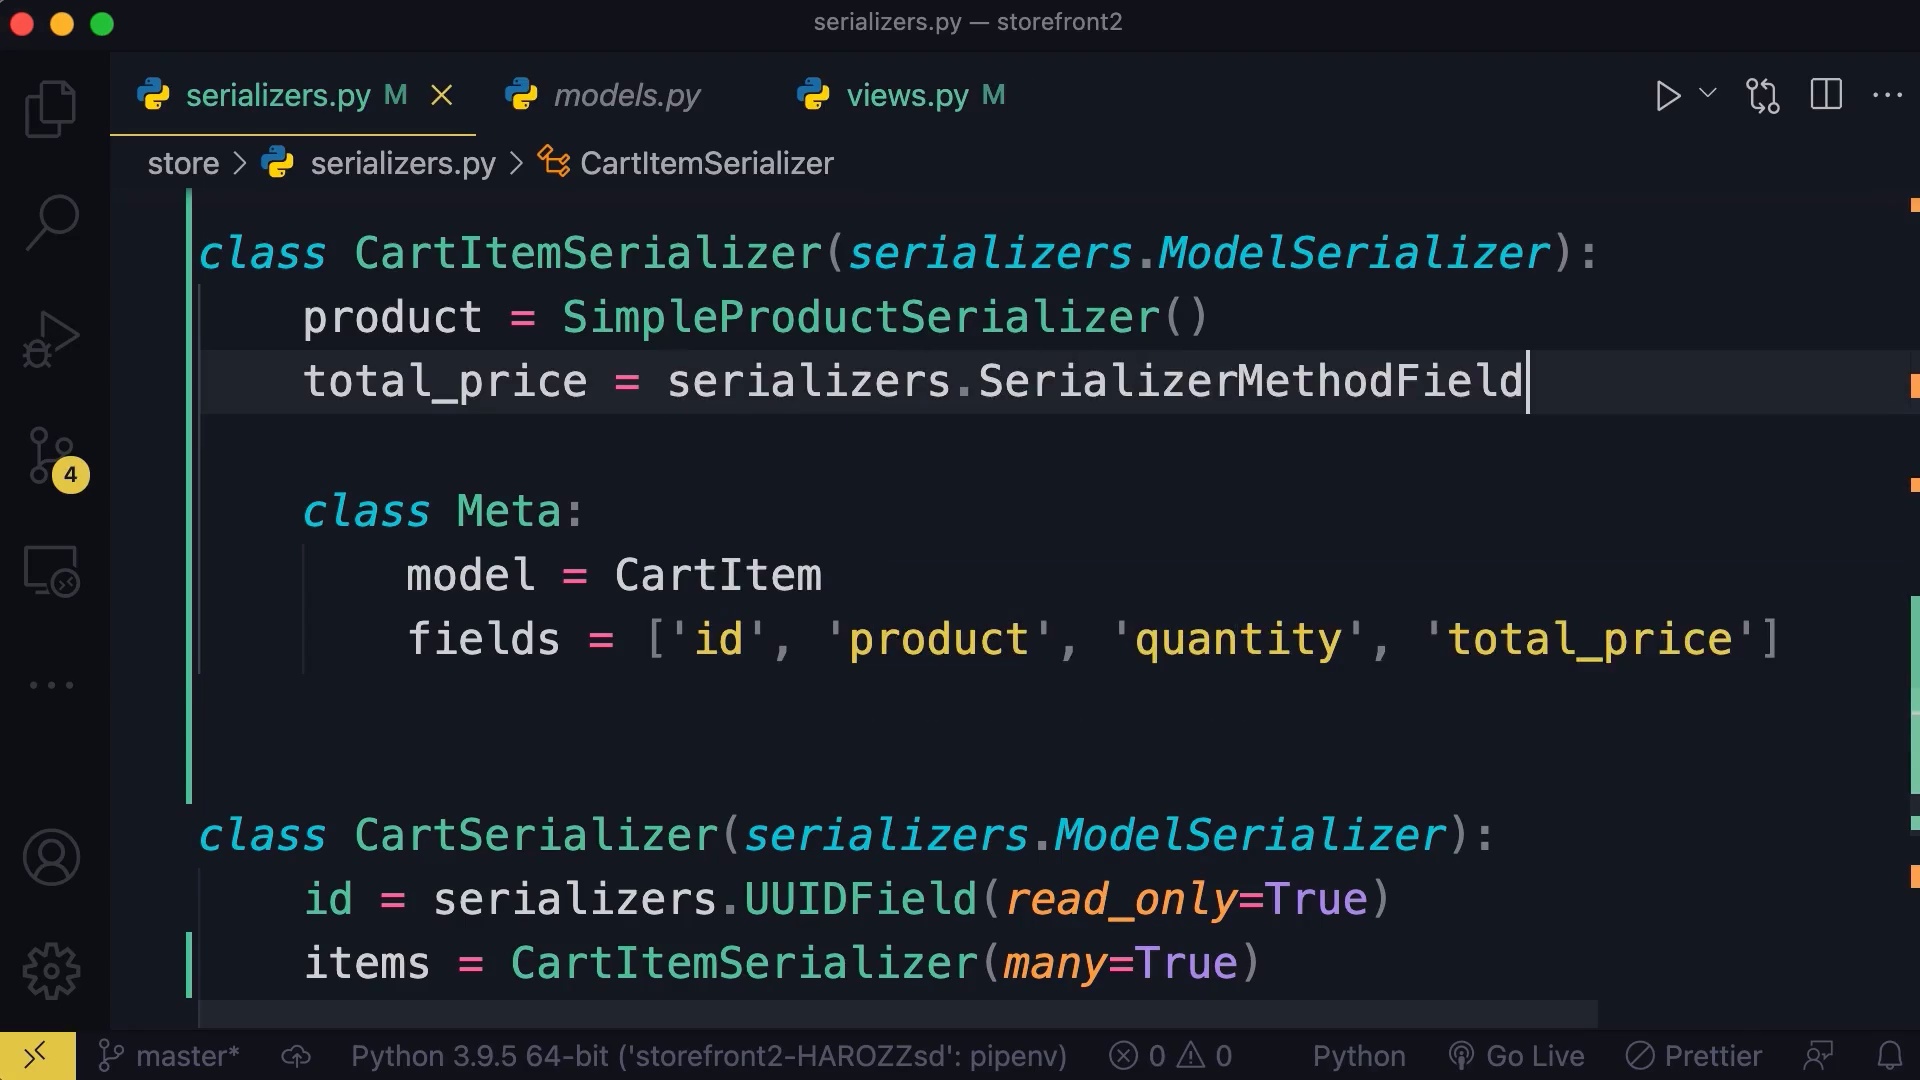 serializers.py — storefront2
serializers.py M models.py views.py M
store > serializers.py > CartItemSerializer
class CartItemSerializer(serializers.ModelSerializer):
    product = SimpleProductSerializer()
    total_price = serializers.SerializerMethodField
    class Meta:
        model = CartItem
        fields = ['id', 'product', 'quantity', 'total_price']
class CartSerializer(serializers.ModelSerializer):
    id = serializers.UUIDField(read_only=True)
    items = CartItemSerializer(many=True)
4
master* Python 3.9.5 64-bit ('storefront2-HAROZZsd': pipenv) 0 0 Python Go Live Prettier